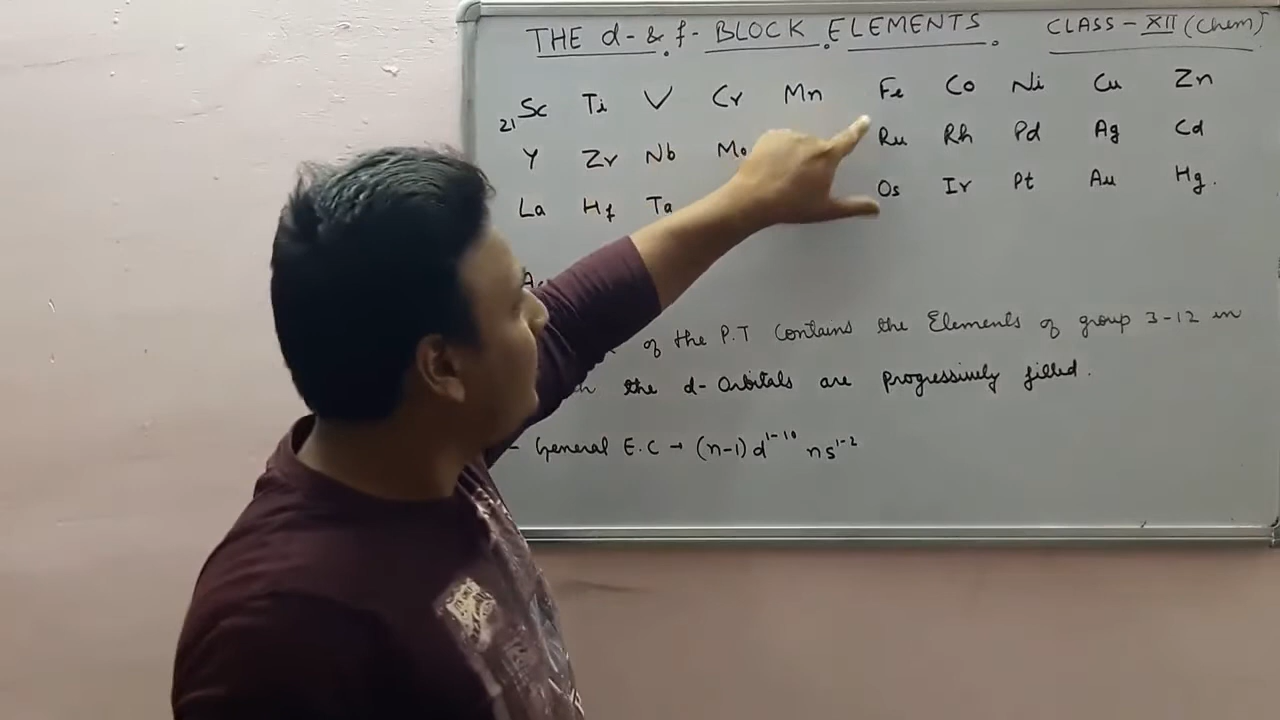 THE d- & f- BLOCK ELEMENTS. CLASS - XII (Chem)
21Sc Ti V Cr Mn Fe Co Ni Cu Zn
Y Zr Nb Mo Ru Rh Pd Ag Cd
La Hf Ta Os Ir Pt Au Hg.
of the P.T Contains the Elements of group 3-12 in
the d- Orbitals are progressively filled.
- General E.C → (n-1)d¹⁻¹⁰ ns¹⁻²